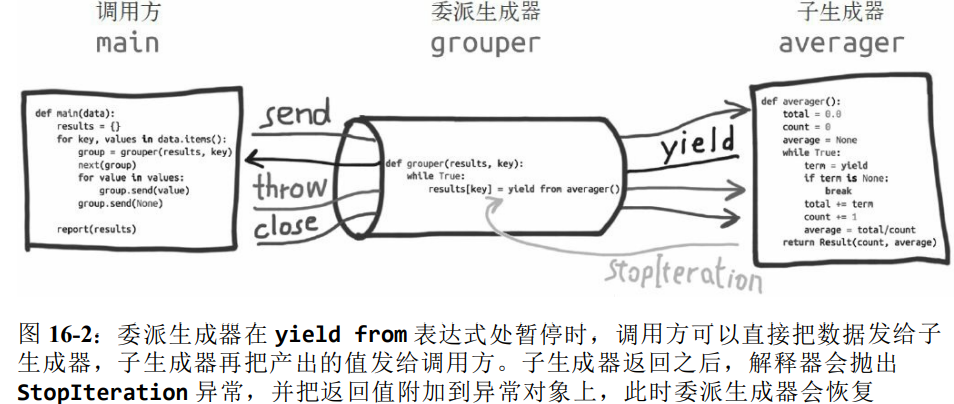 调用方
委派生成器
子生成器
main
grouper
averager
def main(data):
results = {}
for key, values in data.items():
group = grouper(results, key)
next(group)
for value in values:
group.send(value)
group.send(None)
report(results)
send
throw
close
def grouper(results, key):
while True:
results[key] = yield from averager()
yield
StopIteration
def averager():
total = 0.0
count = 0
average = None
while True:
term = yield
if term is None:
break
total += term
count += 1
average = total/count
return Result(count, average)
图 16-2：委派生成器在 yield from 表达式处暂停时，调用方可以直接把数据发给子
生成器，子生成器再把产出的值发给调用方。子生成器返回之后，解释器会抛出
StopIteration 异常，并把返回值附加到异常对象上，此时委派生成器会恢复